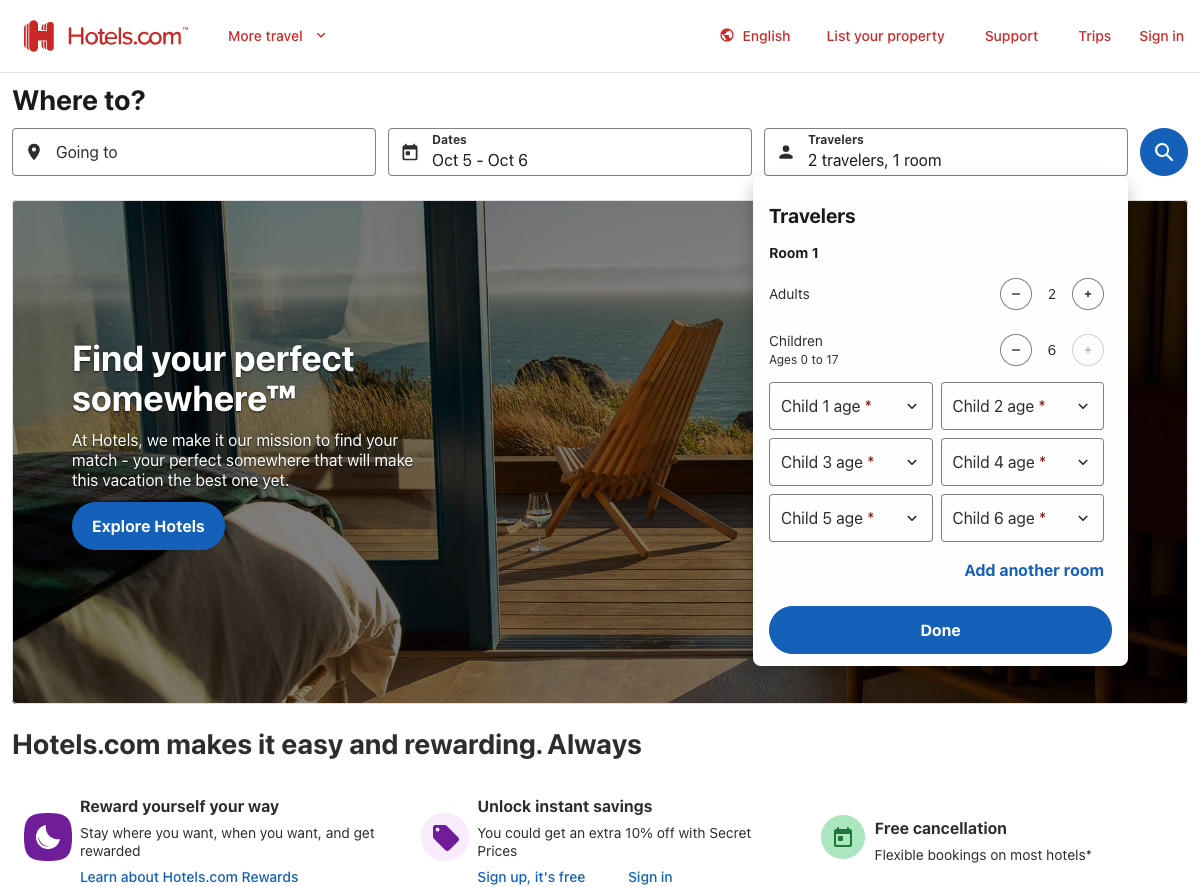 Hotels.com™
More travel
English
List your property
Support
Trips
Sign in
Where to?
Going to
Dates
Oct 5 - Oct 6
Travelers
2 travelers, 1 room
Travelers
Room 1
Adults
2
Children
Ages 0 to 17
6
Child 1 age *
Child 2 age *
Child 3 age *
Child 4 age *
Child 5 age *
Child 6 age *
Add another room
Done
Find your perfect
somewhere™
At Hotels, we make it our mission to find your
match - your perfect somewhere that will make
this vacation the best one yet.
Explore Hotels
Hotels.com makes it easy and rewarding. Always
Reward yourself your way
Stay where you want, when you want, and get
rewarded
Learn about Hotels.com Rewards
Unlock instant savings
You could get an extra 10% off with Secret
Prices
Sign up, it's free
Sign in
Free cancellation
Flexible bookings on most hotels*